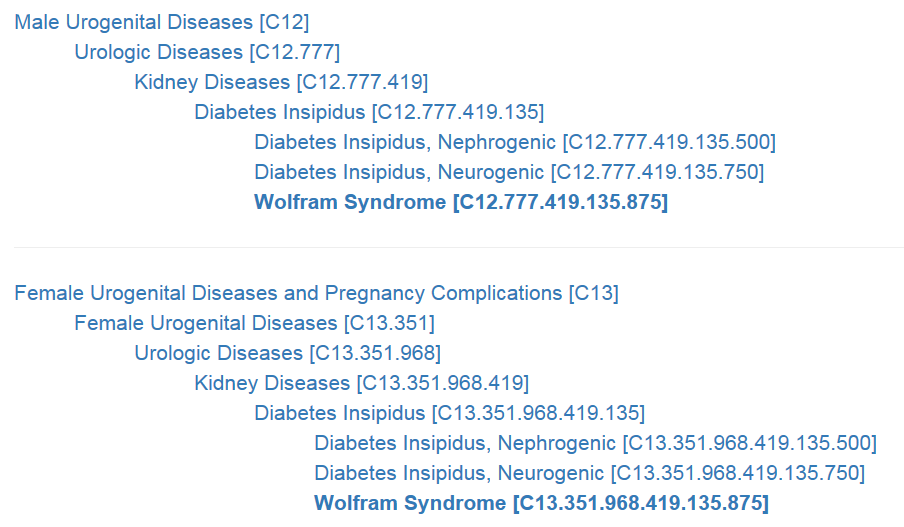 Male Urogenital Diseases [C12]
Urologic Diseases [C12.777]
Kidney Diseases [C12.777.419]
Diabetes Insipidus [C12.777.419.135]
Diabetes Insipidus, Nephrogenic [C12.777.419.135.500]
Diabetes Insipidus, Neurogenic [C12.777.419.135.750]
Wolfram Syndrome [C12.777.419.135.875]
Female Urogenital Diseases and Pregnancy Complications [C13]
Female Urogenital Diseases [C13.351]
Urologic Diseases [C13.351.968]
Kidney Diseases [C13.351.968.419]
Diabetes Insipidus [C13.351.968.419.135]
Diabetes Insipidus, Nephrogenic [C13.351.968.419.135.500]
Diabetes Insipidus, Neurogenic [C13.351.968.419.135.750]
Wolfram Syndrome [C13.351.968.419.135.875]